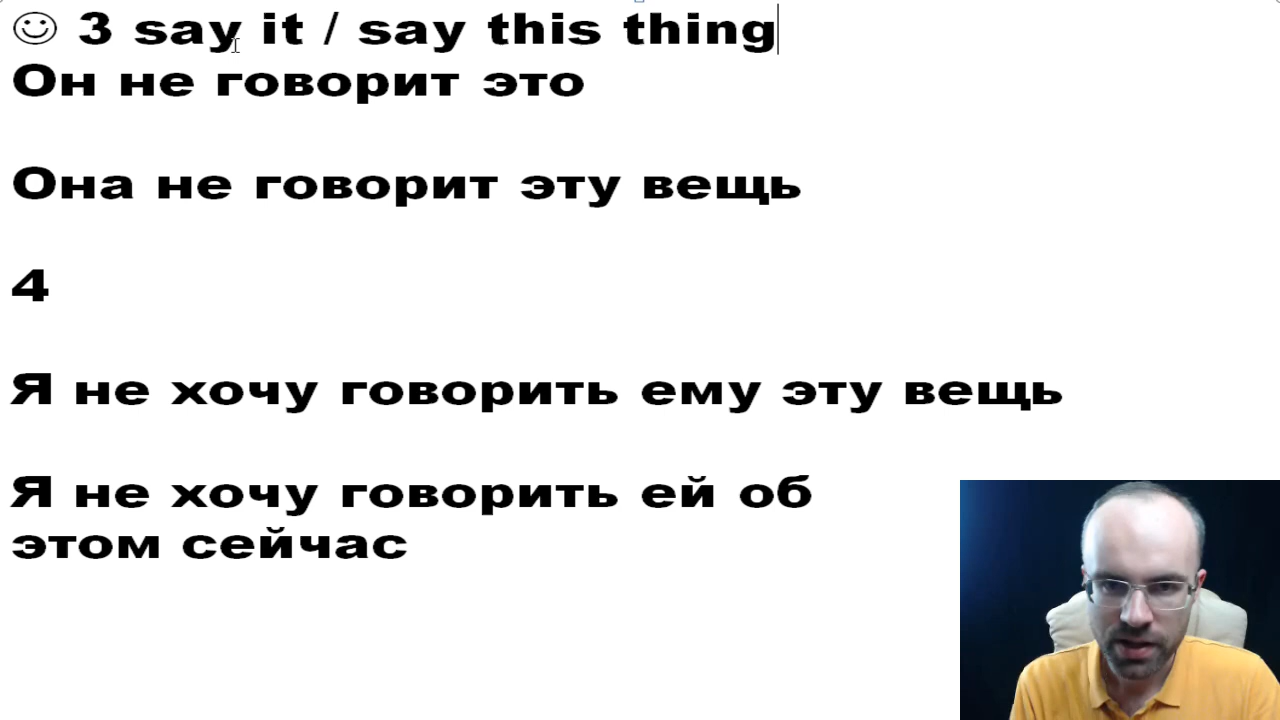 ☺ 3 say it / say this thing
Он не говорит это
Она не говорит эту вещь
4
Я не хочу говорить ему эту вещь
Я не хочу говорить ей об
этом сейчас